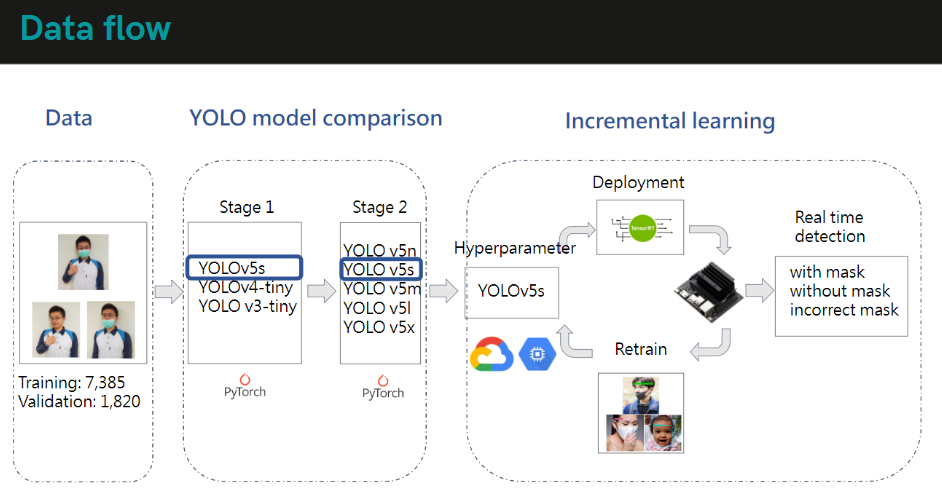 Data flow
Data
YOLO model comparison
Incremental learning
Training: 7,385
Validation: 1,820
Stage 1
YOLOv5s
YOLOv4-tiny
YOLO v3-tiny
PyTorch
Stage 2
YOLO v5n
YOLO v5s
YOLO v5m
YOLO v5l
YOLO v5x
PyTorch
Hyperparameter
YOLOv5s
Deployment
TensorRT
Real time
detection
with mask
without mask
incorrect mask
Retrain